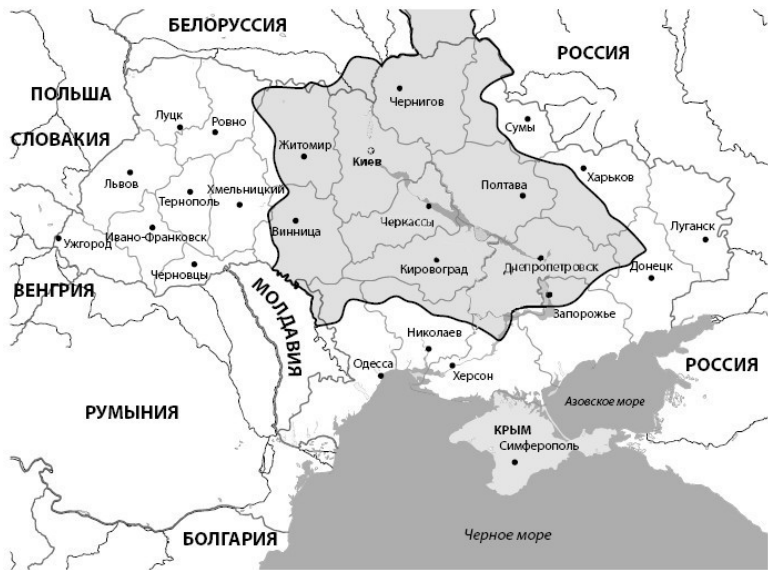 БЕЛОРУССИЯ
РОССИЯ
ПОЛЬША
Чернигов
Луцк
Ровно
Сумы
СЛОВАКИЯ
Житомир
Киев
Львов
Харьков
Тернополь
Хмельницкий
Полтава
Черкассы
Луганск
Ивано-Франковск
Винница
Ужгород
Черновцы
Кировоград
Днепропетровск
Донецк
ВЕНГРИЯ
МОЛДАВИЯ
Запорожье
Николаев
Одесса
Херсон
РОССИЯ
Азовское море
РУМЫНИЯ
КРЫМ
Симферополь
БОЛГАРИЯ
Черное море